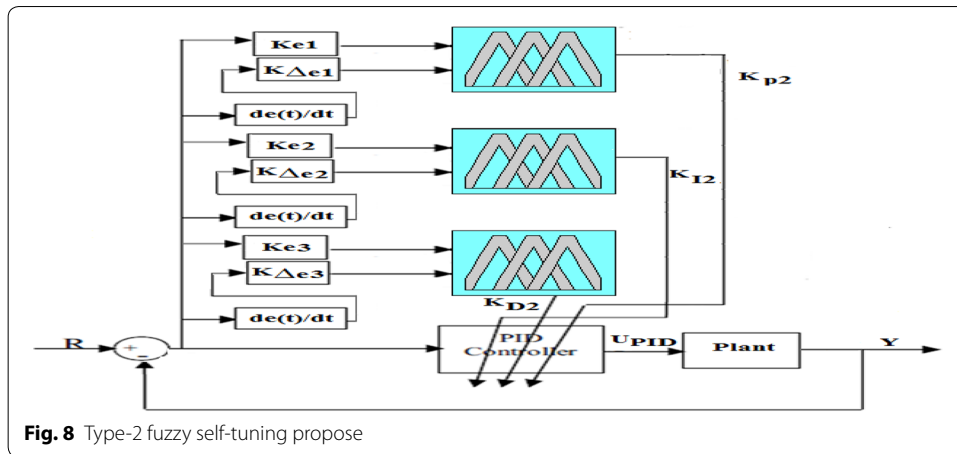 Ke1
KΔe1
Kp2
de(t)/dt
Ke2
KΔe2
KI2
de(t)/dt
Ke3
KΔe3
KD2
de(t)/dt
R
+
-
PID
Controller
UPID
Plant
Y
Fig. 8 Type-2 fuzzy self-tuning propose